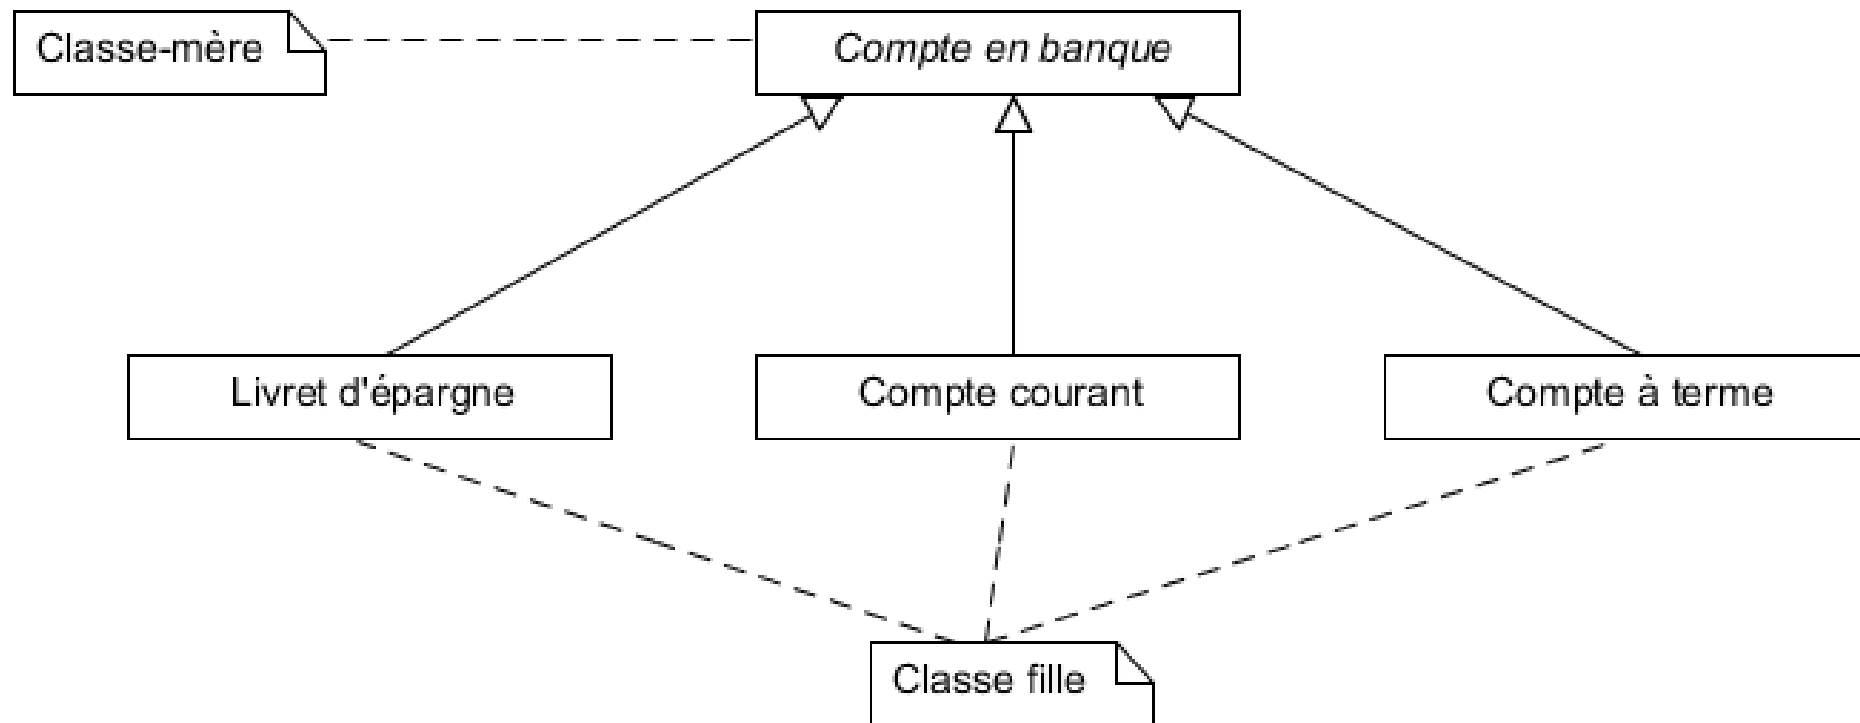 Classe-mère
Compte en banque
Livret d'épargne
Compte courant
Compte à terme
Classe fille